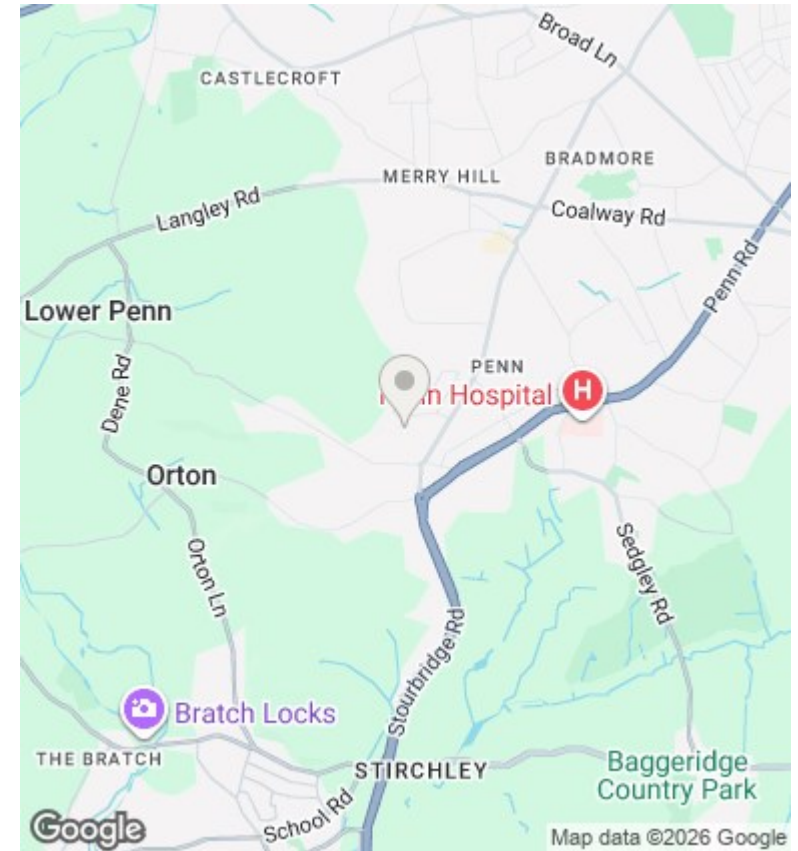 Broad Ln
CASTLECROFT
BRADMORE
MERRY HILL
Langley Rd
Coalway Rd
Penn Rd
Lower Penn
PENN
Hospital
H
Dene Rd
Orton
Orton Ln
Sedgley Rd
Stourbridge Rd
Bratch Locks
THE BRATCH
STIRCHLEY
Baggeridge
Country Park
School Rd
Google
Map data ©2026 Google